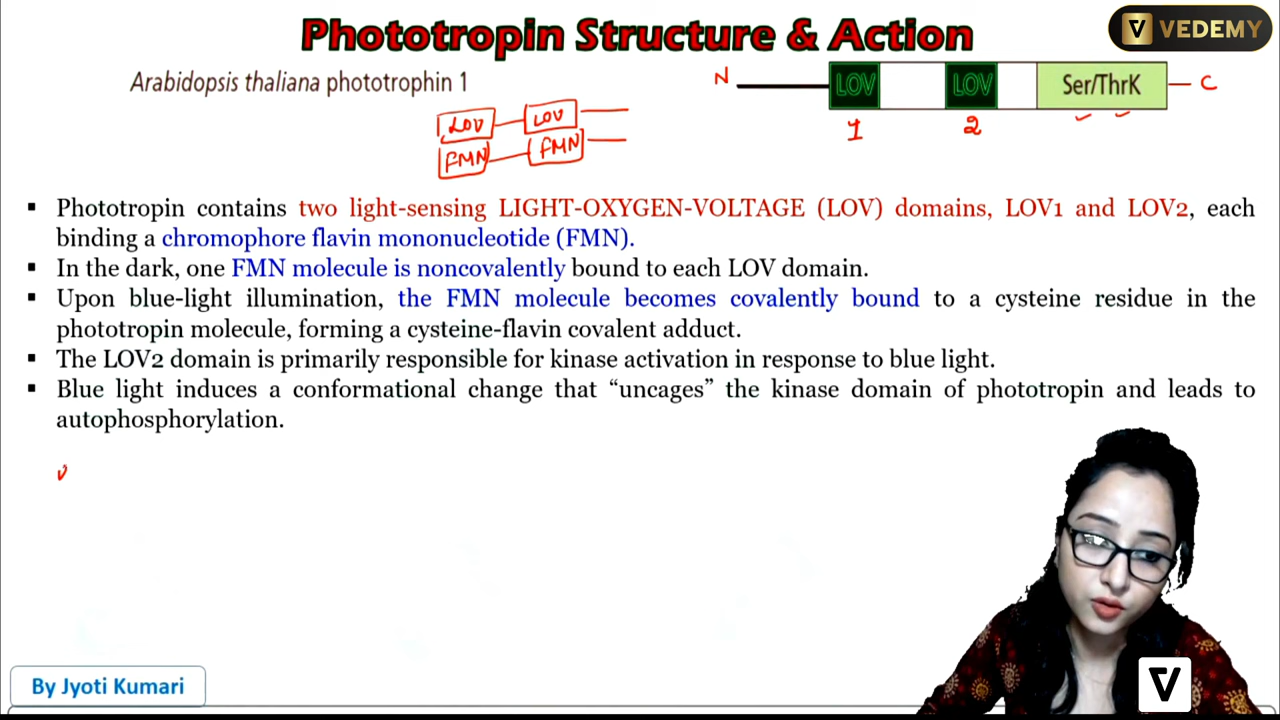 Phototropin Structure & Action
VEDEMY
Arabidopsis thaliana phototrophin 1
N LOV LOV Ser/ThrK C
1 2
LOV LOV
FMN FMN
▪ Phototropin contains two light-sensing LIGHT-OXYGEN-VOLTAGE (LOV) domains, LOV1 and LOV2, each
binding a chromophore flavin mononucleotide (FMN).
▪ In the dark, one FMN molecule is noncovalently bound to each LOV domain.
▪ Upon blue-light illumination, the FMN molecule becomes covalently bound to a cysteine residue in the
phototropin molecule, forming a cysteine-flavin covalent adduct.
▪ The LOV2 domain is primarily responsible for kinase activation in response to blue light.
▪ Blue light induces a conformational change that “uncages” the kinase domain of phototropin and leads to
autophosphorylation.
By Jyoti Kumari